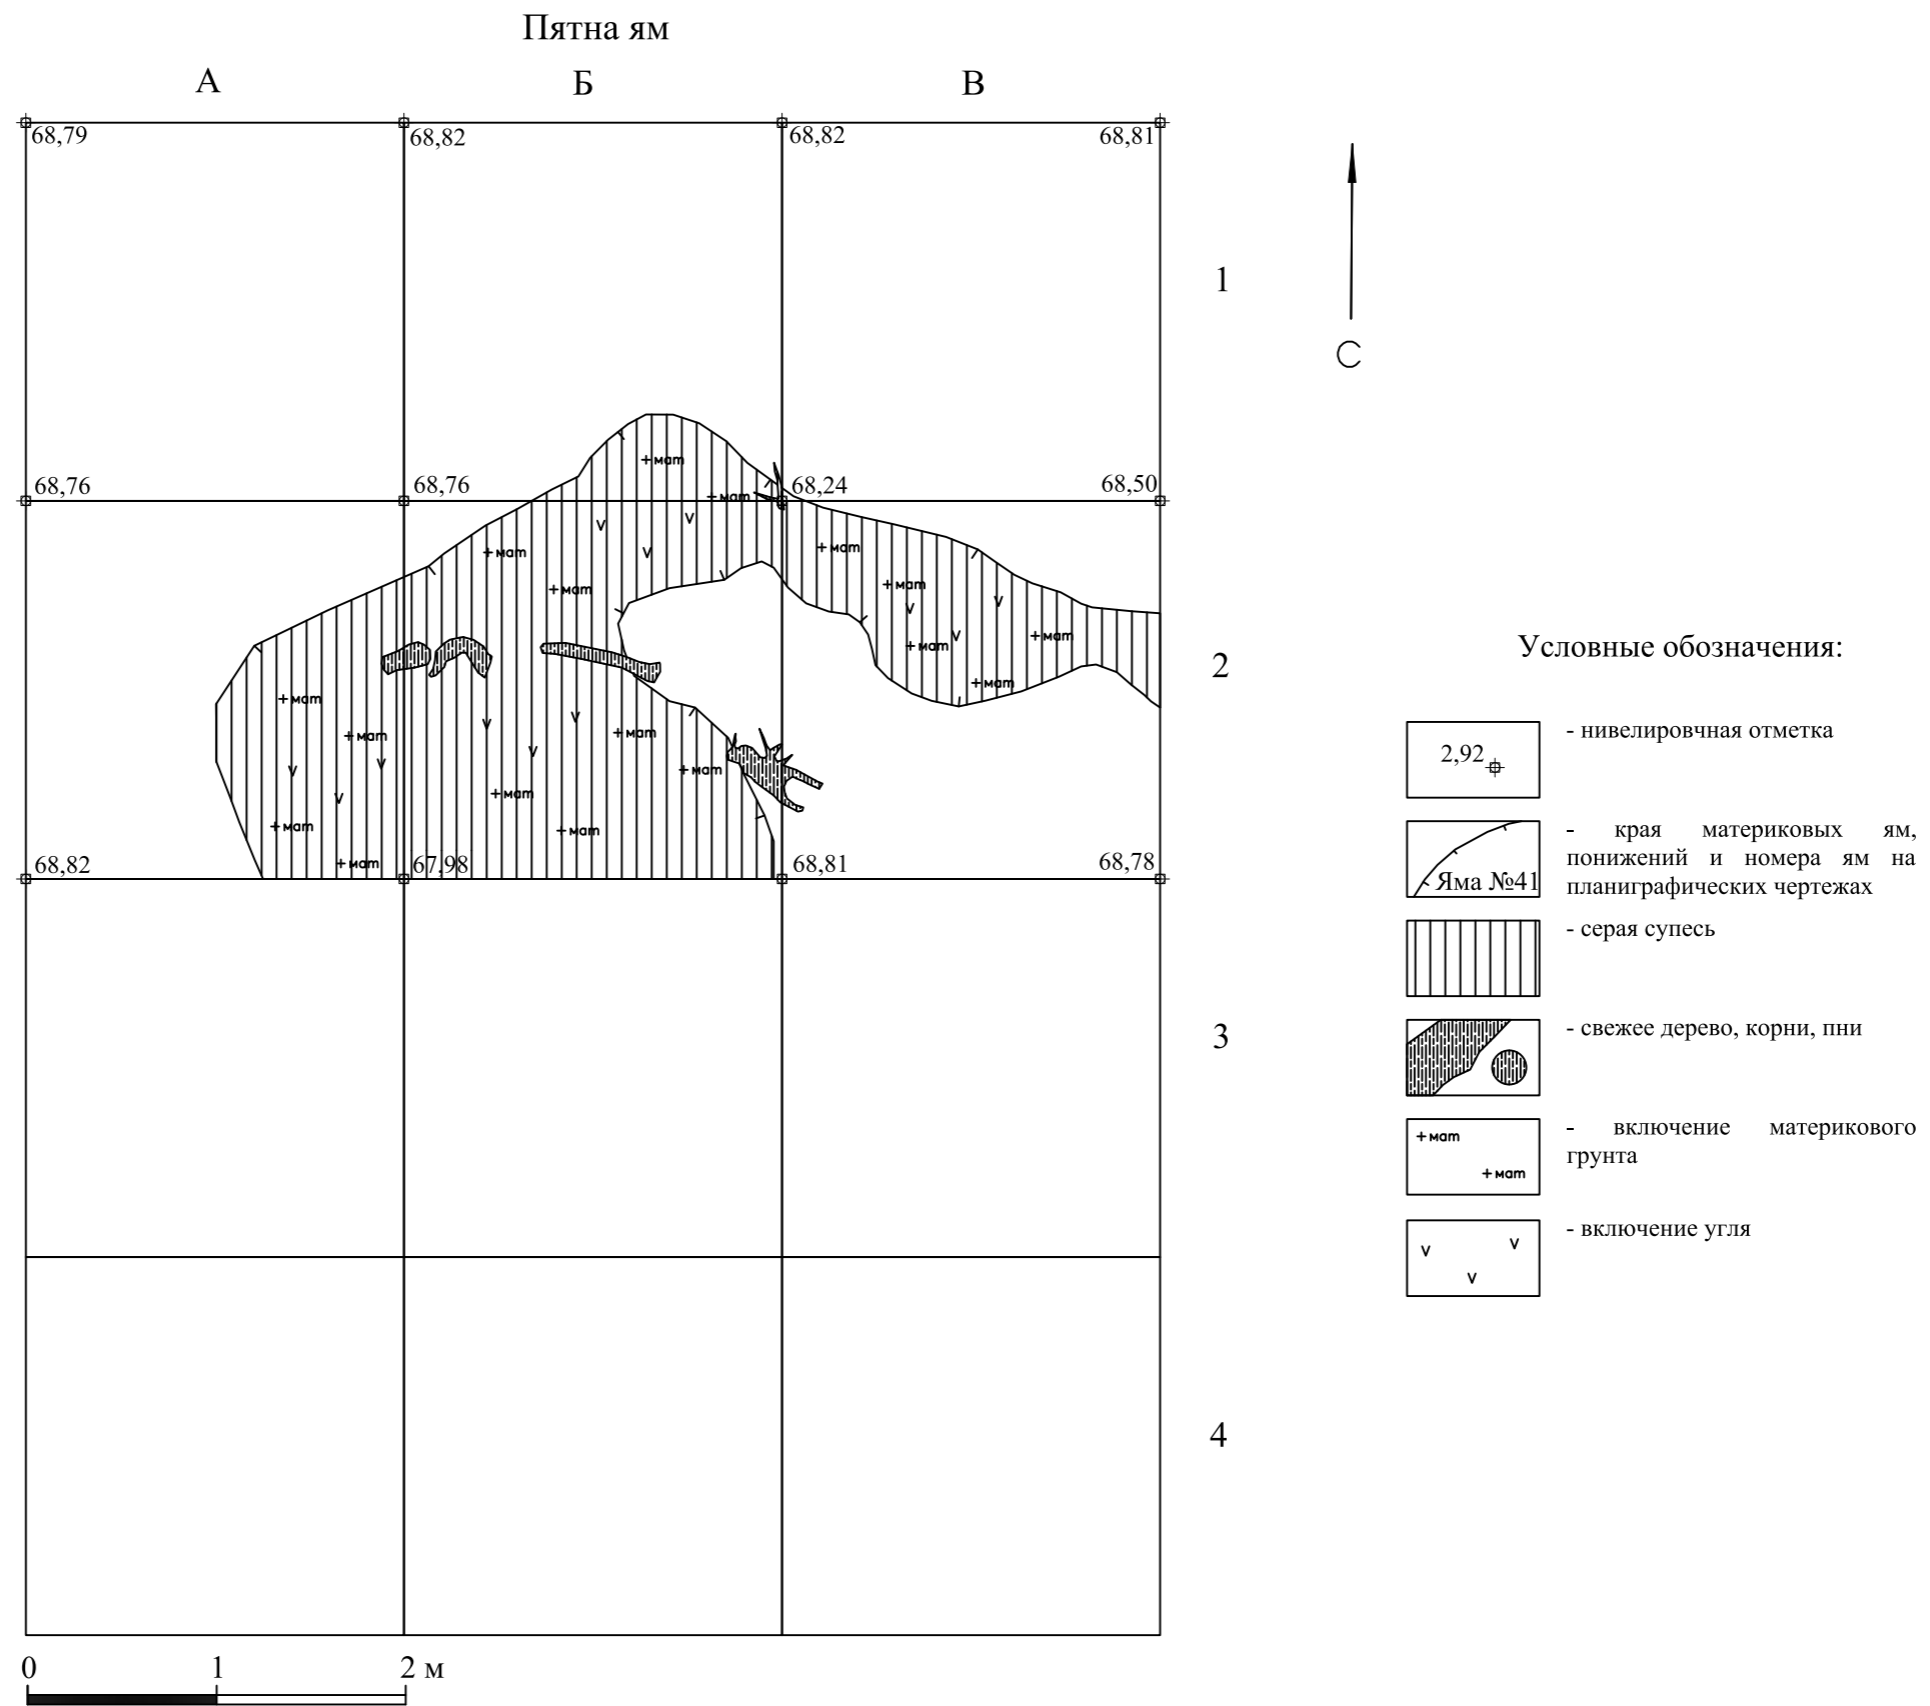 Пятна ям
А Б В
68,79 68,82 68,82 68,81
1
С
68,76 68,76 68,24 68,50
+мат
+мат
+мат
+мат
+мат
+мат
+мат
+мат
+мат
2
+мат
+мат
+мат
+мат
+мат
+мат
+мат
+мат
+мат
68,82 67,98 68,81 68,78
3
4
0 1 2 м
Условные обозначения:
2,92
- нивелировчная отметка
Яма №41
- края материковых ям,
понижений и номера ям на
планиграфических чертежах
- серая супесь
- свежее дерево, корни, пни
+мат
+мат
- включение материкового
грунта
v v
v
- включение угля